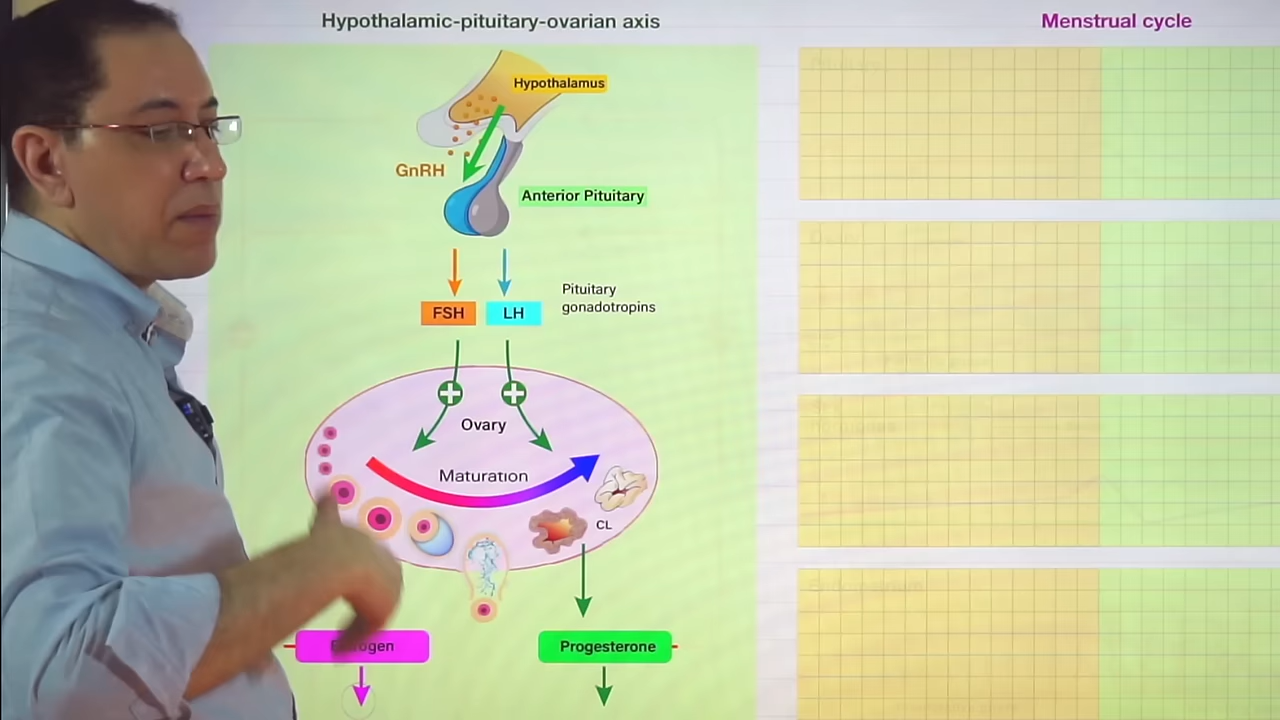 Hypothalamic-pituitary-ovarian axis
Menstrual cycle
Hypothalamus
GnRH
Anterior Pituitary
Pituitary
gonadotropins
FSH
LH
Ovary
Maturation
CL
Progesterone